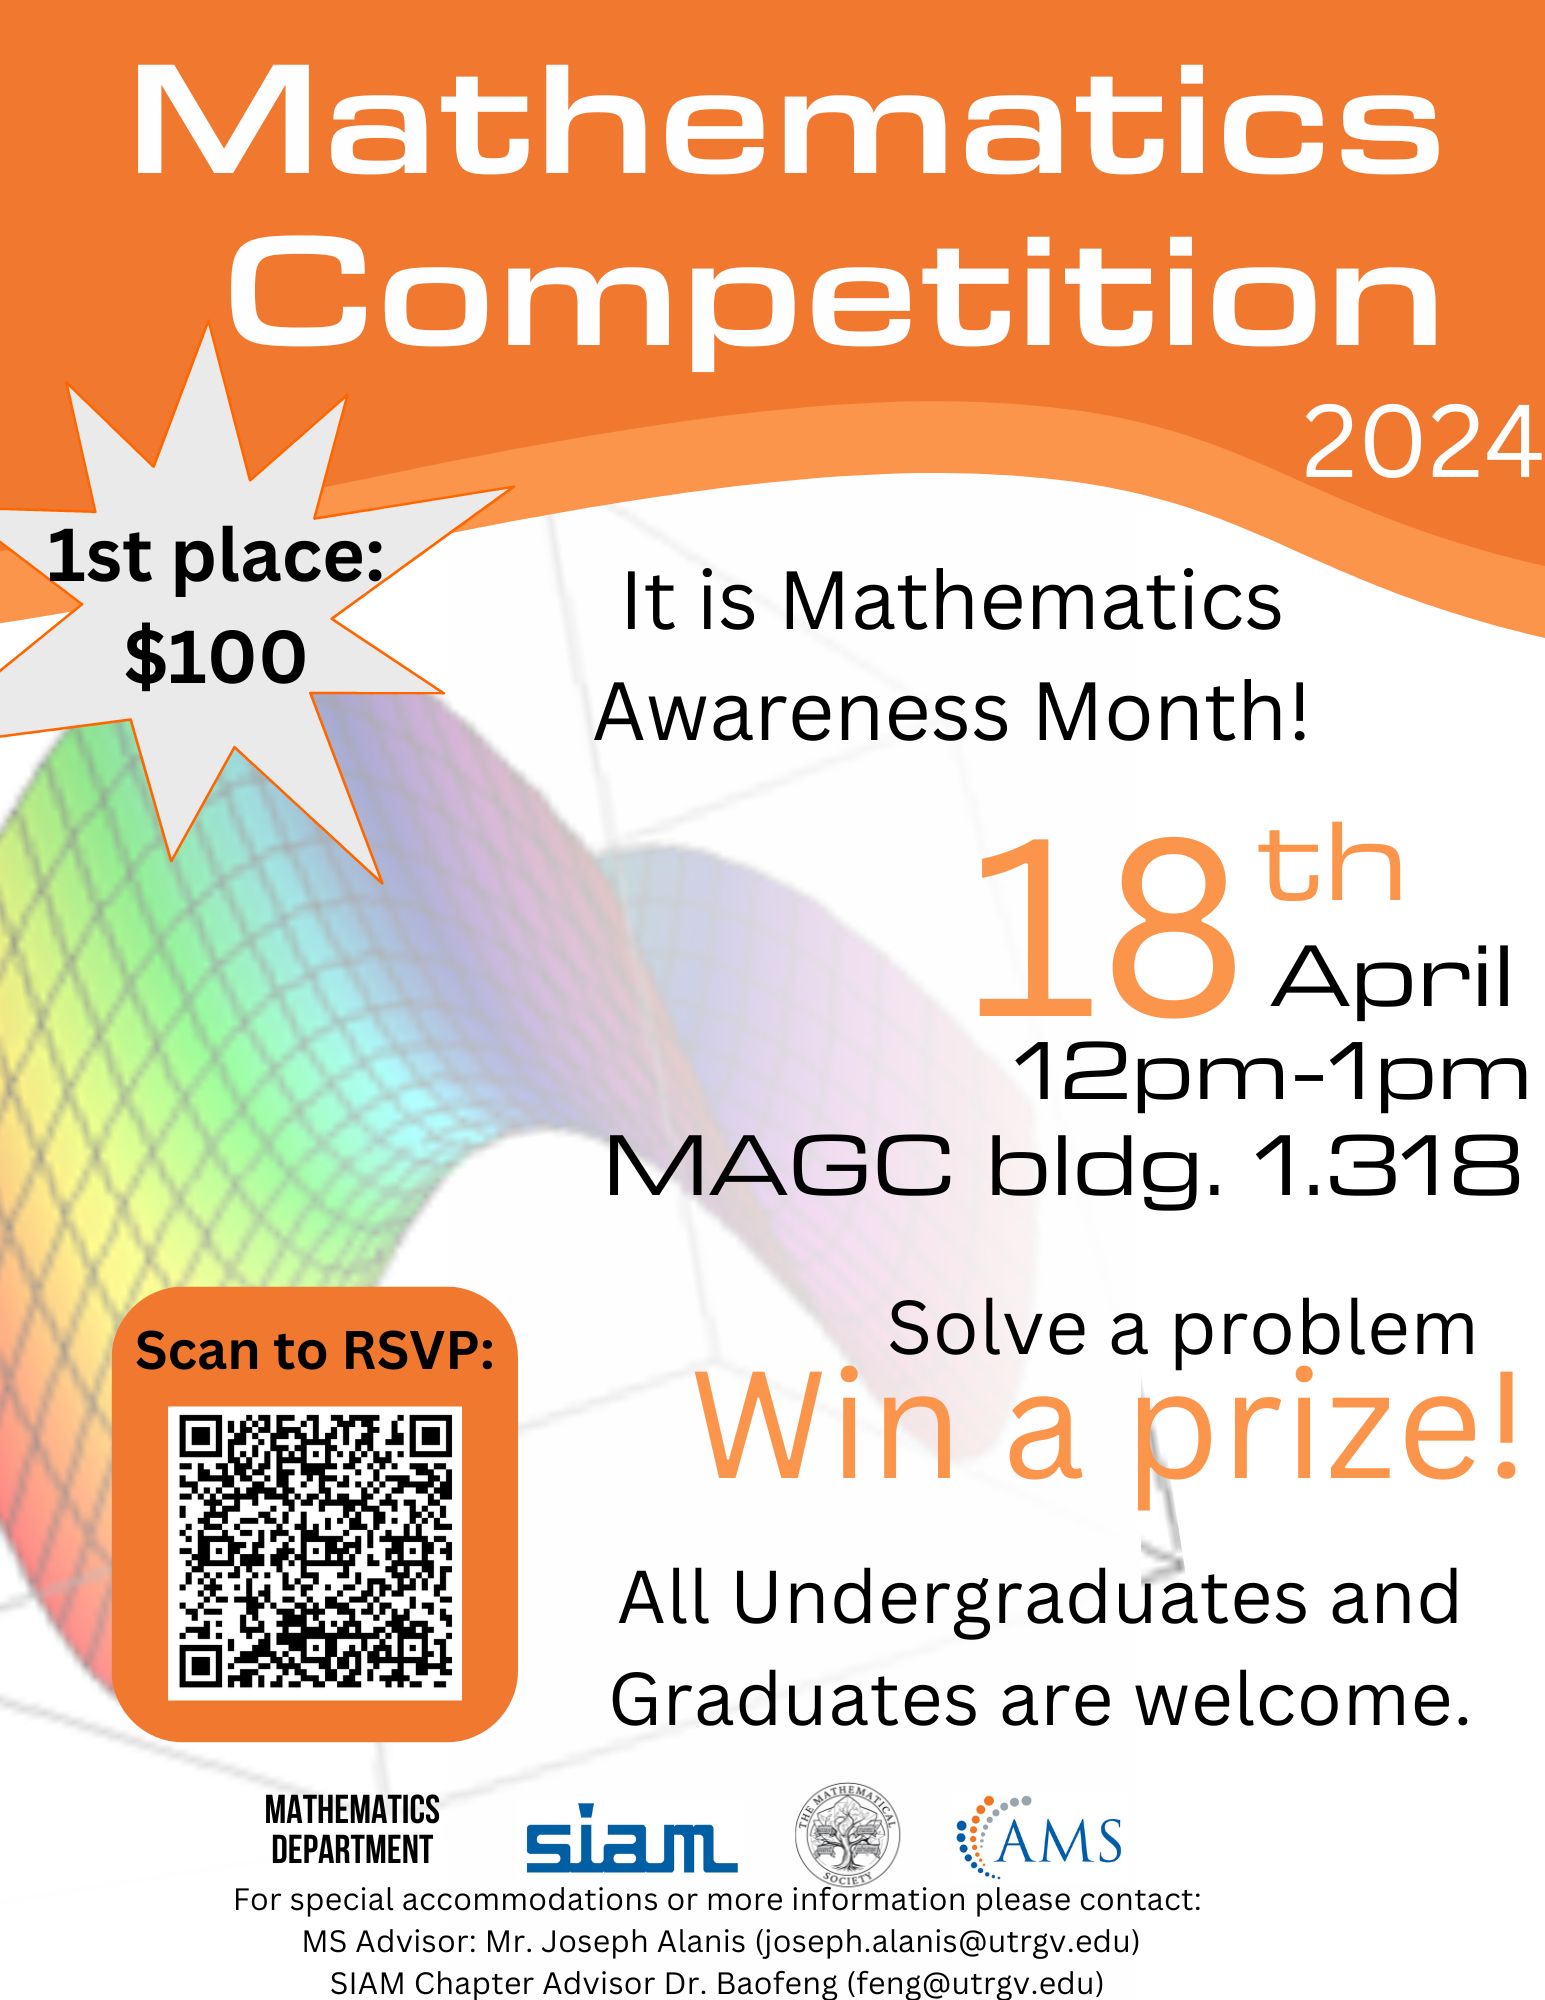 Mathematics
Competition
2024
1st place:
$100
It is Mathematics
Awareness Month!
18th
April
12pm-1pm
MAGC bldg. 1.318
Solve a problem
Win a prize!
Scan to RSVP:
All Undergraduates and
Graduates are welcome.
MATHEMATICS
DEPARTMENT
siam
THE MATHEMATICAL
SOCIETY
AMS
For special accommodations or more information please contact:
MS Advisor: Mr. Joseph Alanis (joseph.alanis@utrgv.edu)
SIAM Chapter Advisor Dr. Baofeng (feng@utrgv.edu)